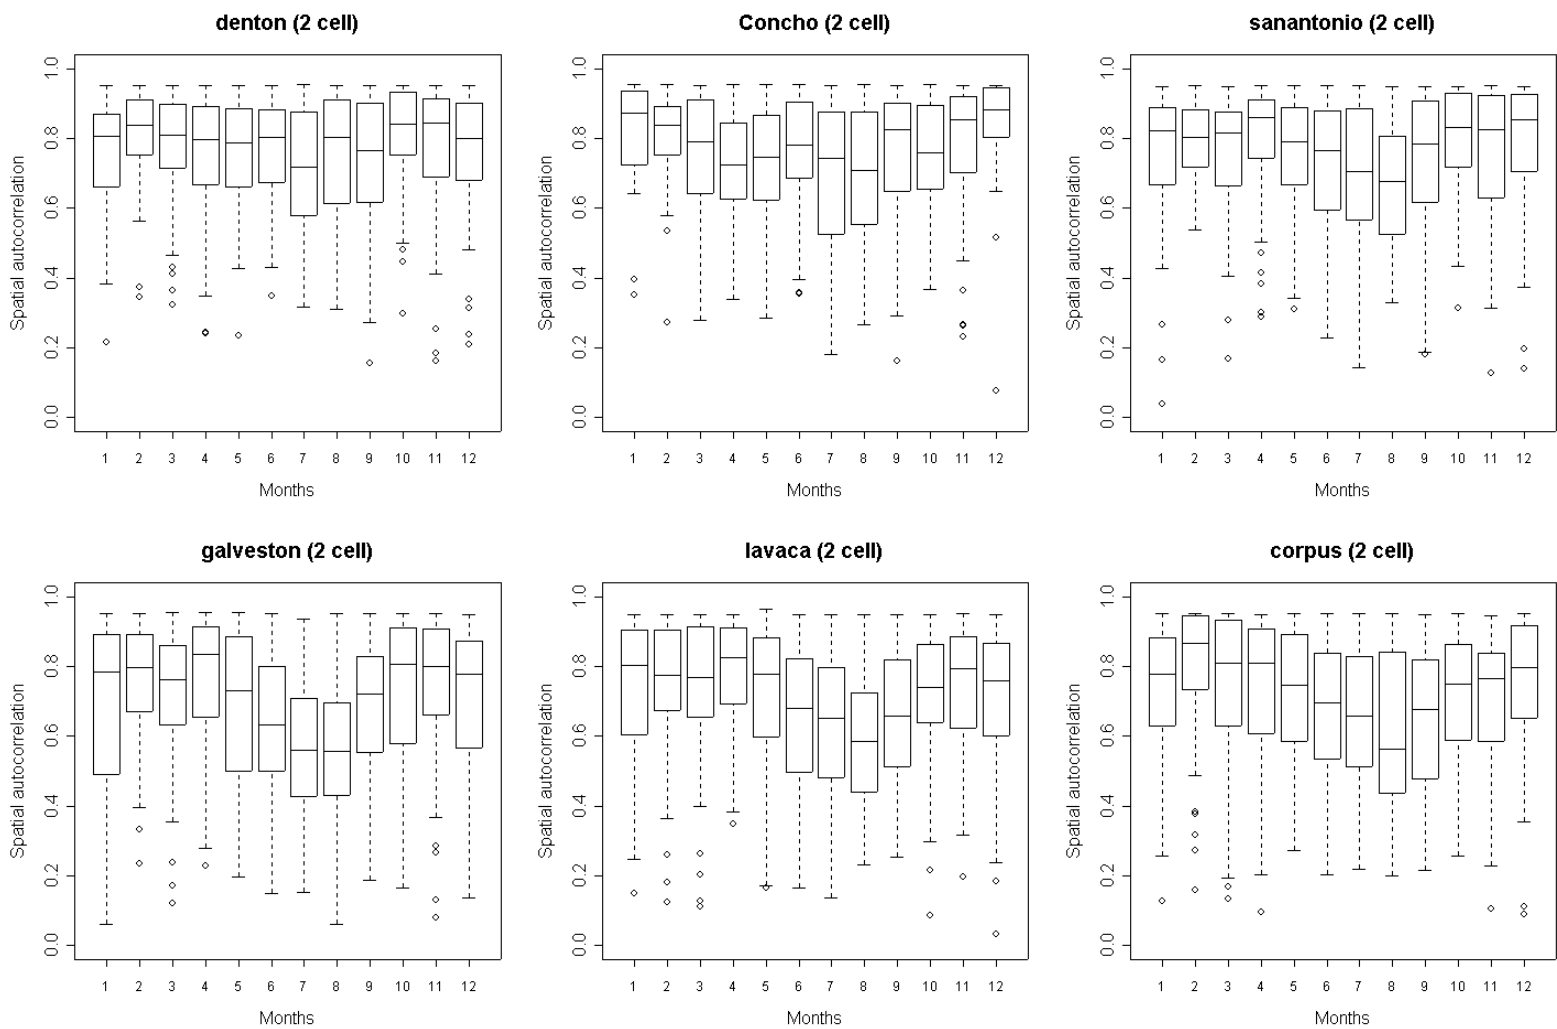 denton (2 cell)
Spatial autocorrelation
1.0
0.8
0.6
0.4
0.2
0.0
1 2 3 4 5 6 7 8 9 10 11 12
Months
Concho (2 cell)
Spatial autocorrelation
1.0
0.8
0.6
0.4
0.2
0.0
1 2 3 4 5 6 7 8 9 10 11 12
Months
sanantonio (2 cell)
Spatial autocorrelation
1.0
0.8
0.6
0.4
0.2
0.0
1 2 3 4 5 6 7 8 9 10 11 12
Months
galveston (2 cell)
Spatial autocorrelation
1.0
0.8
0.6
0.4
0.2
0.0
1 2 3 4 5 6 7 8 9 10 11 12
Months
lavaca (2 cell)
Spatial autocorrelation
1.0
0.8
0.6
0.4
0.2
0.0
1 2 3 4 5 6 7 8 9 10 11 12
Months
corpus (2 cell)
Spatial autocorrelation
1.0
0.8
0.6
0.4
0.2
0.0
1 2 3 4 5 6 7 8 9 10 11 12
Months